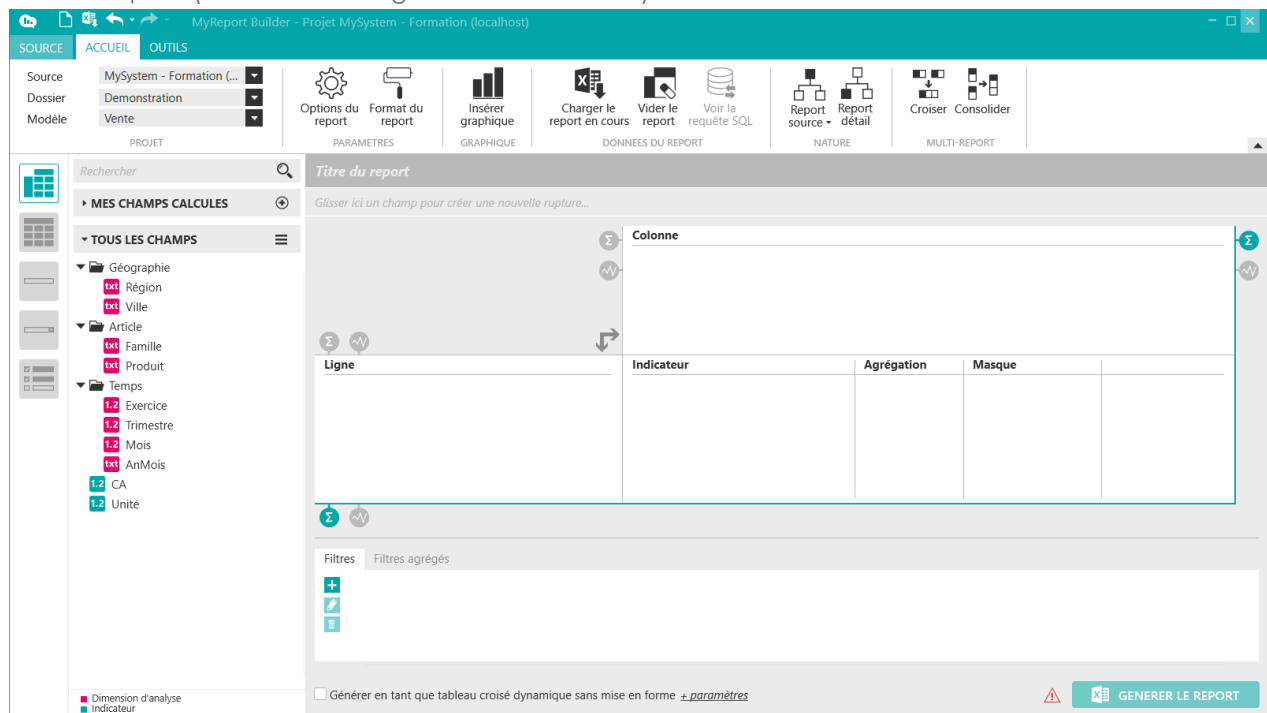 MyReport Builder - Projet MySystem - Formation (localhost)
SOURCE ACCUEIL OUTILS
Source MySystem - Formation (...
Dossier Demonstration
Modèle Vente
PROJET
Options du report
Format du report
PARAMETRES
Insérer graphique
GRAPHIQUE
Charger le report en cours
Vider le report
Voir la requête SQL
DONNEES DU REPORT
Report source
Report détail
NATURE
Croiser
Consolider
MULTI-REPORT
Rechercher
MES CHAMPS CALCULES
TOUS LES CHAMPS
Géographie
txt Région
txt Ville
Article
txt Famille
txt Produit
Temps
1.2 Exercice
1.2 Trimestre
1.2 Mois
txt AnMois
1.2 CA
1.2 Unité
Dimension d'analyse
Indicateur
Titre du report
Glisser ici un champ pour créer une nouvelle rupture...
Σ Colonne Σ
Σ
Ligne Indicateur Agrégation Masque
Σ
Filtres Filtres agrégés
Générer en tant que tableau croisé dynamique sans mise en forme + paramètres
GENERER LE REPORT